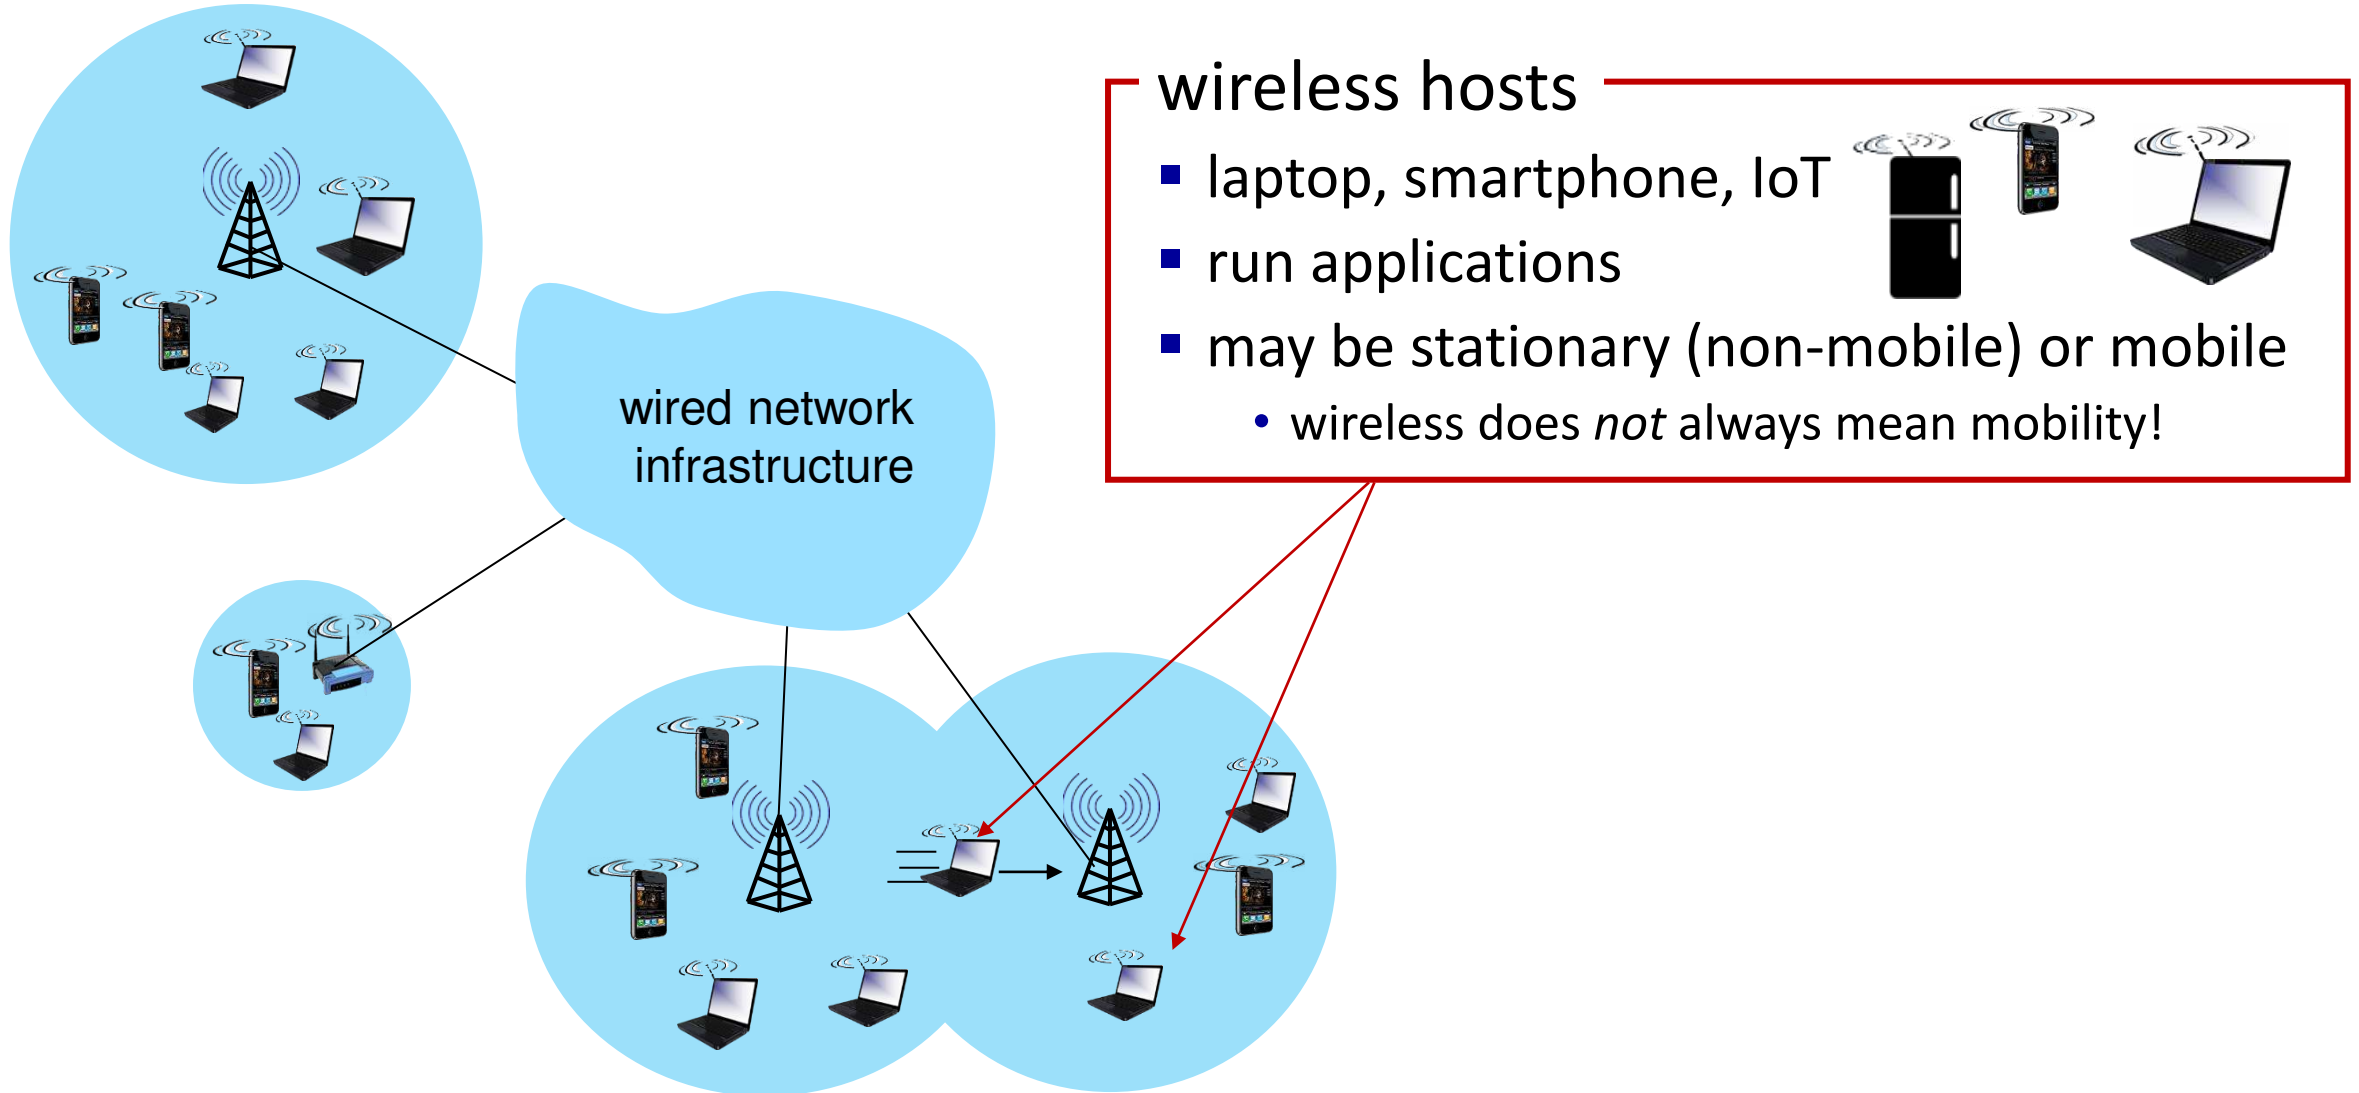 wireless hosts
laptop, smartphone, IoT
run applications
may be stationary (non-mobile) or mobile
wireless does not always mean mobility!
wired network
infrastructure